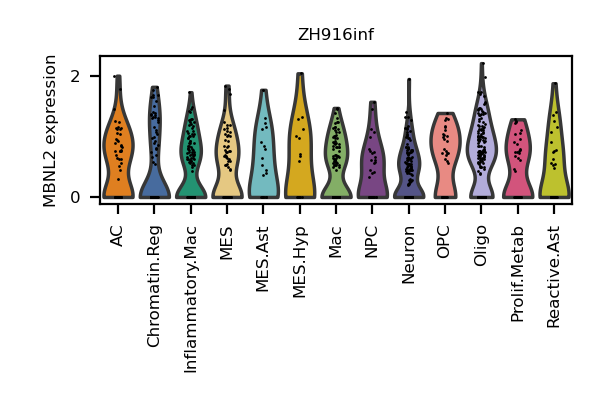 ZH916inf
MBNL2 expression
2
0
AC
Chromatin.Reg
Inflammatory.Mac
MES
MES.Ast
MES.Hyp
Mac
NPC
Neuron
OPC
Oligo
Prolif.Metab
Reactive.Ast